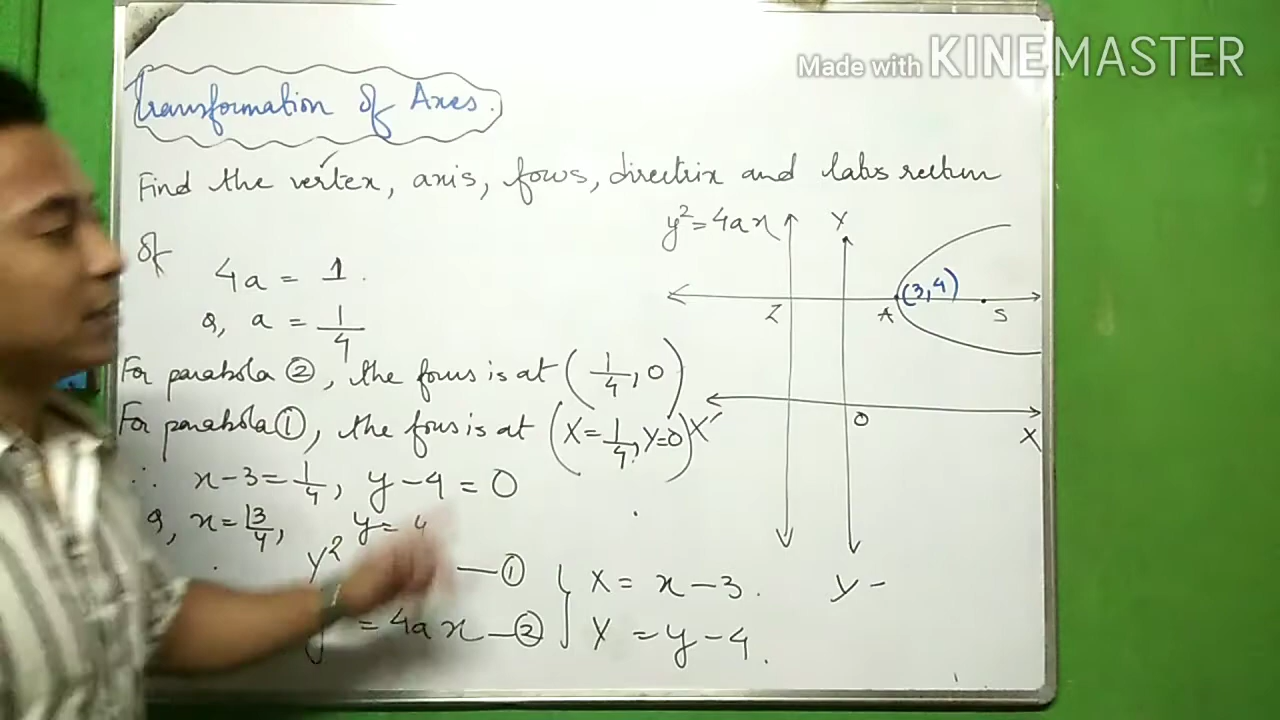 Made with KINEMASTER
Transformation of Axes.
Find the vertex, axis, focus, directrix and latus rectum
of
4a = 1.
a = 1/4
For parabola ②, the focus is at (1/4, 0)
For parabola ①, the focus is at (X=1/4, Y=0)
∴ x-3=1/4, y-4=0
x=13/4, y=4
Y² —①
y² = 4ax —②
{ X = x-3.
Y = y-4.
y²=4ax
Y
Z
A
(3,4)
S
X'
O
X
y -